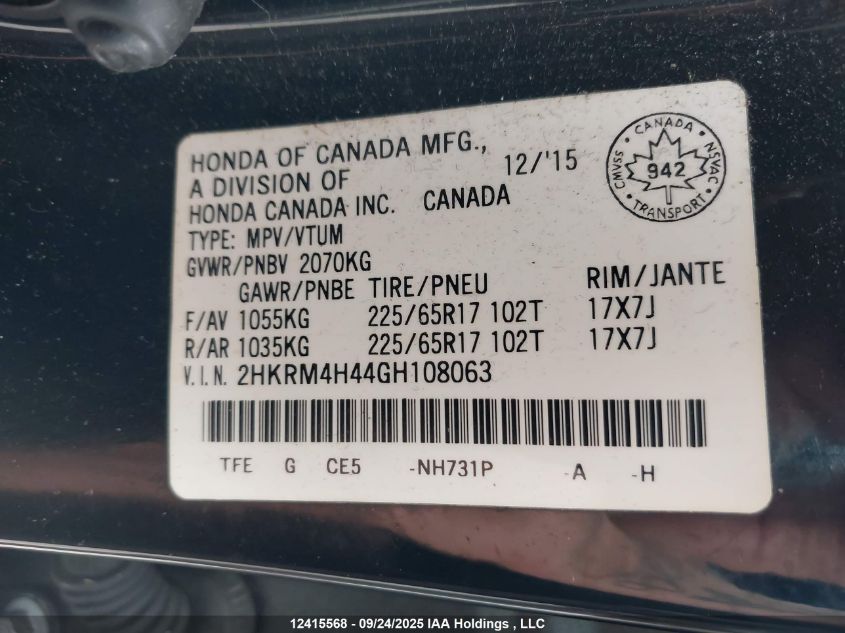 HONDA OF CANADA MFG., 12/'15
A DIVISION OF
HONDA CANADA INC. CANADA
TYPE: MPV/VTUM
GVWR/PNBV 2070KG
GAWR/PNBE TIRE/PNEU RIM/JANTE
F/AV 1055KG 225/65R17 102T 17X7J
R/AR 1035KG 225/65R17 102T 17X7J
V.I.N. 2HKRM4H44GH108063
TFE G CE5 -NH731P -A -H
CANADA
CMVSS 942 NSVAC
TRANSPORT
12415568 - 09/24/2025 IAA Holdings, LLC